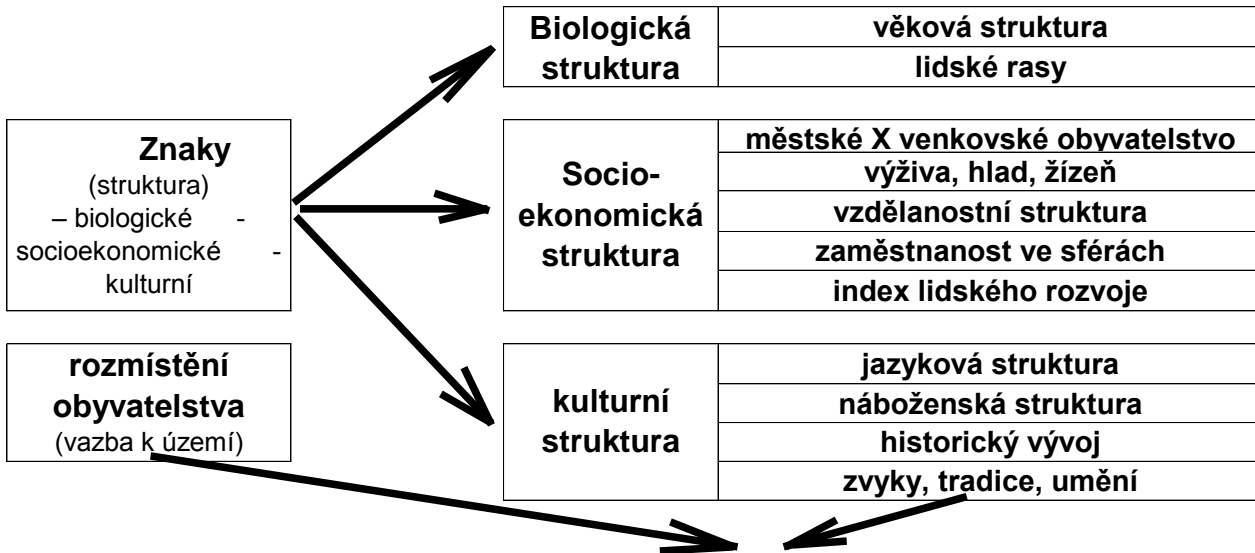 Znaky
(struktura)
– biologické -
socioekonomické -
kulturní
rozmístění
obyvatelstva
(vazba k území)
Biologická
struktura
věková struktura
lidské rasy
Socio-
ekonomická
struktura
městské X venkovské obyvatelstvo
výživa, hlad, žízeň
vzdělanostní struktura
zaměstnanost ve sférách
index lidského rozvoje
kulturní
struktura
jazyková struktura
náboženská struktura
historický vývoj
zvyky, tradice, umění